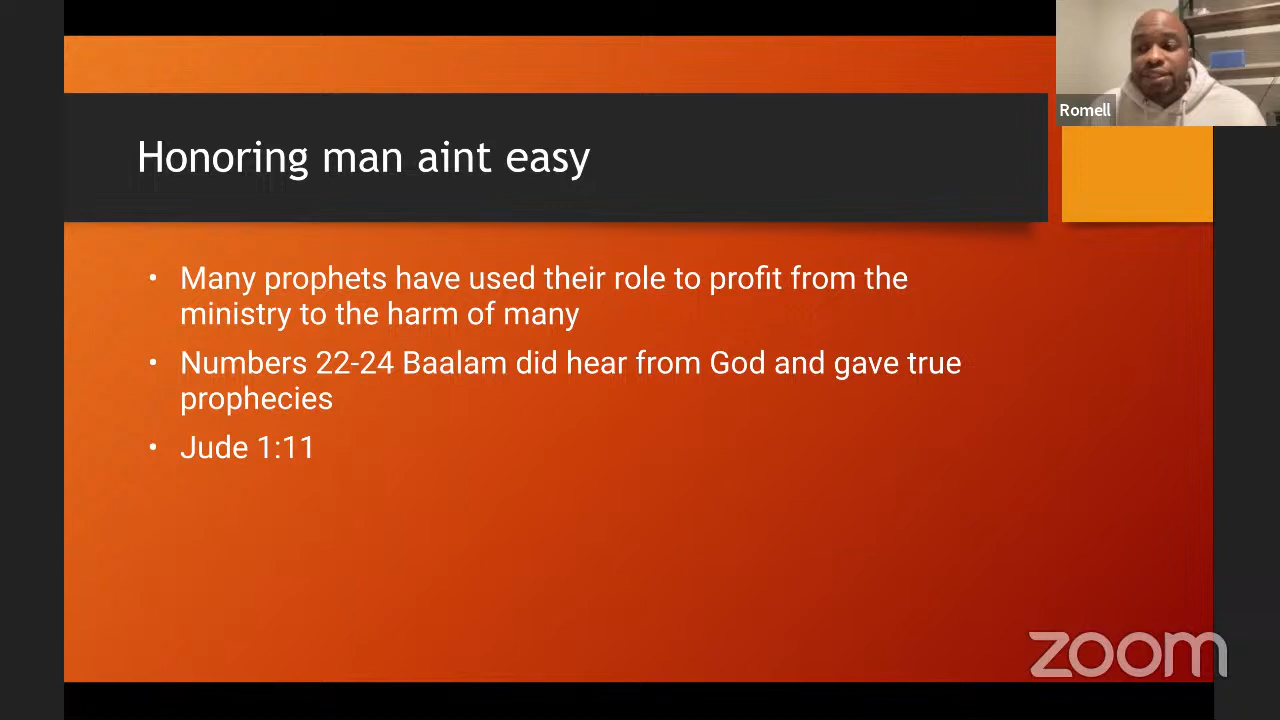 Romell
Honoring man aint easy
• Many prophets have used their role to profit from the
ministry to the harm of many
• Numbers 22-24 Baalam did hear from God and gave true
prophecies
• Jude 1:11
zoom